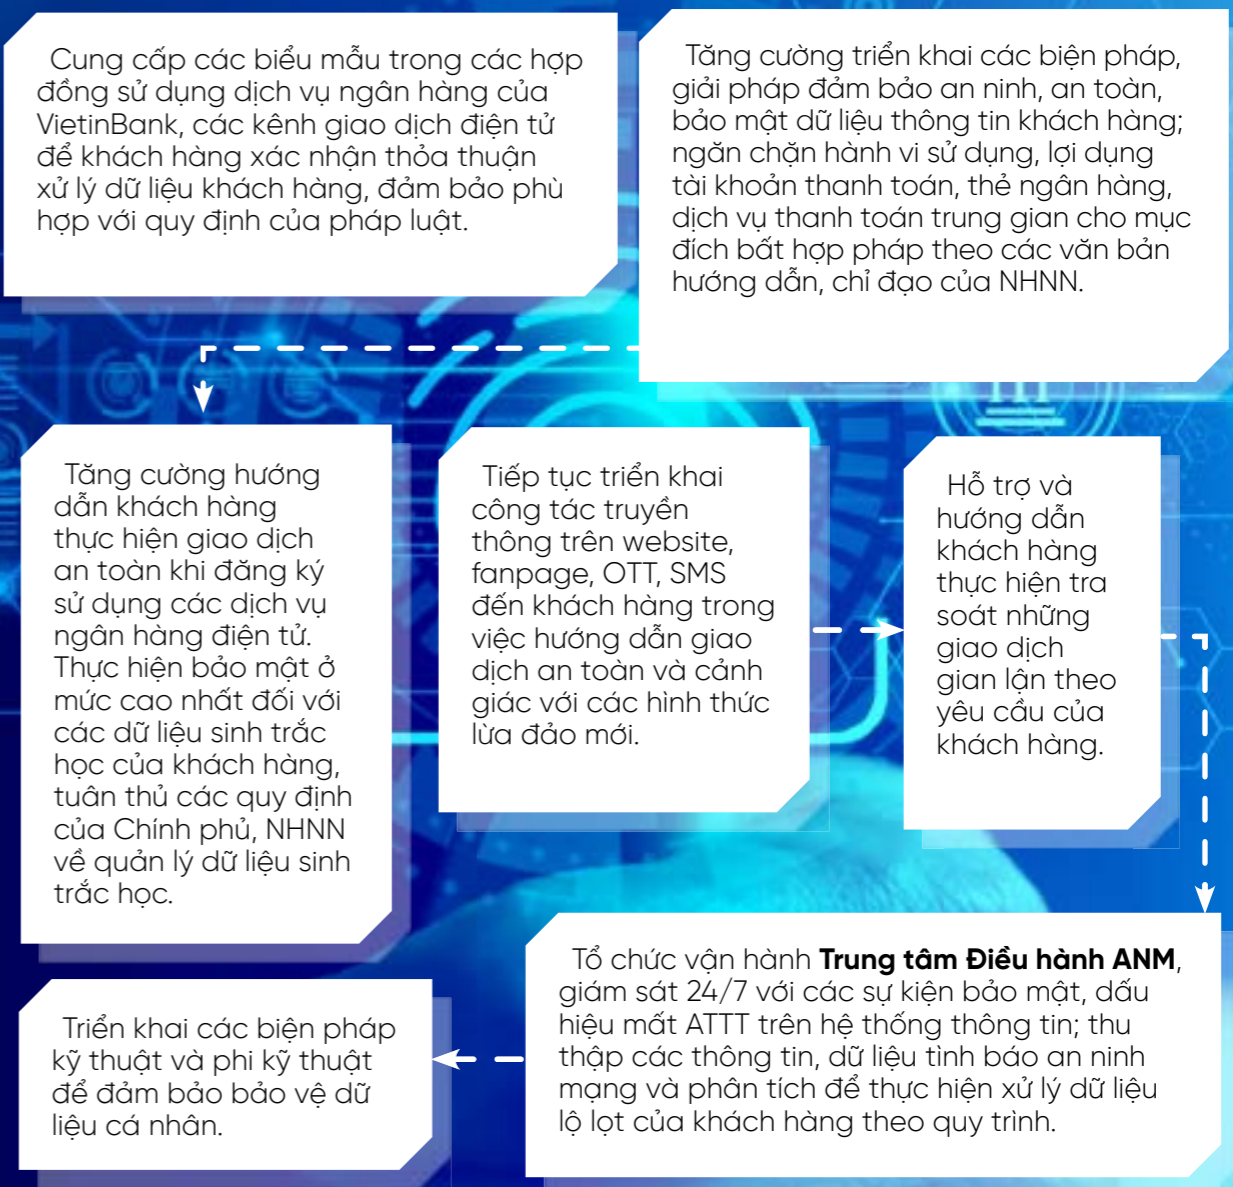 Cung cấp các biểu mẫu trong các hợp
đồng sử dụng dịch vụ ngân hàng của
VietinBank, các kênh giao dịch điện tử
để khách hàng xác nhận thỏa thuận
xử lý dữ liệu khách hàng, đảm bảo phù
hợp với quy định của pháp luật.
Tăng cường triển khai các biện pháp,
giải pháp đảm bảo an ninh, an toàn,
bảo mật dữ liệu thông tin khách hàng;
ngăn chặn hành vi sử dụng, lợi dụng
tài khoản thanh toán, thẻ ngân hàng,
dịch vụ thanh toán trung gian cho mục
đích bất hợp pháp theo các văn bản
hướng dẫn, chỉ đạo của NHNN.
Tăng cường hướng
dẫn khách hàng
thực hiện giao dịch
an toàn khi đăng ký
sử dụng các dịch vụ
ngân hàng điện tử.
Thực hiện bảo mật ở
mức cao nhất đối với
các dữ liệu sinh trắc
học của khách hàng,
tuân thủ các quy định
của Chính phủ, NHNN
về quản lý dữ liệu sinh
trắc học.
Tiếp tục triển khai
công tác truyền
thông trên website,
fanpage, OTT, SMS
đến khách hàng trong
việc hướng dẫn giao
dịch an toàn và cảnh
giác với các hình thức
lừa đảo mới.
Hỗ trợ và
hướng dẫn
khách hàng
thực hiện tra
soát những
giao dịch
gian lận theo
yêu cầu của
khách hàng.
Tổ chức vận hành Trung tâm Điều hành ANM,
giám sát 24/7 với các sự kiện bảo mật, dấu
hiệu mất ATTT trên hệ thống thông tin; thu
thập các thông tin, dữ liệu tình báo an ninh
mạng và phân tích để thực hiện xử lý dữ liệu
lộ lọt của khách hàng theo quy trình.
Triển khai các biện pháp
kỹ thuật và phi kỹ thuật
để đảm bảo bảo vệ dữ
liệu cá nhân.